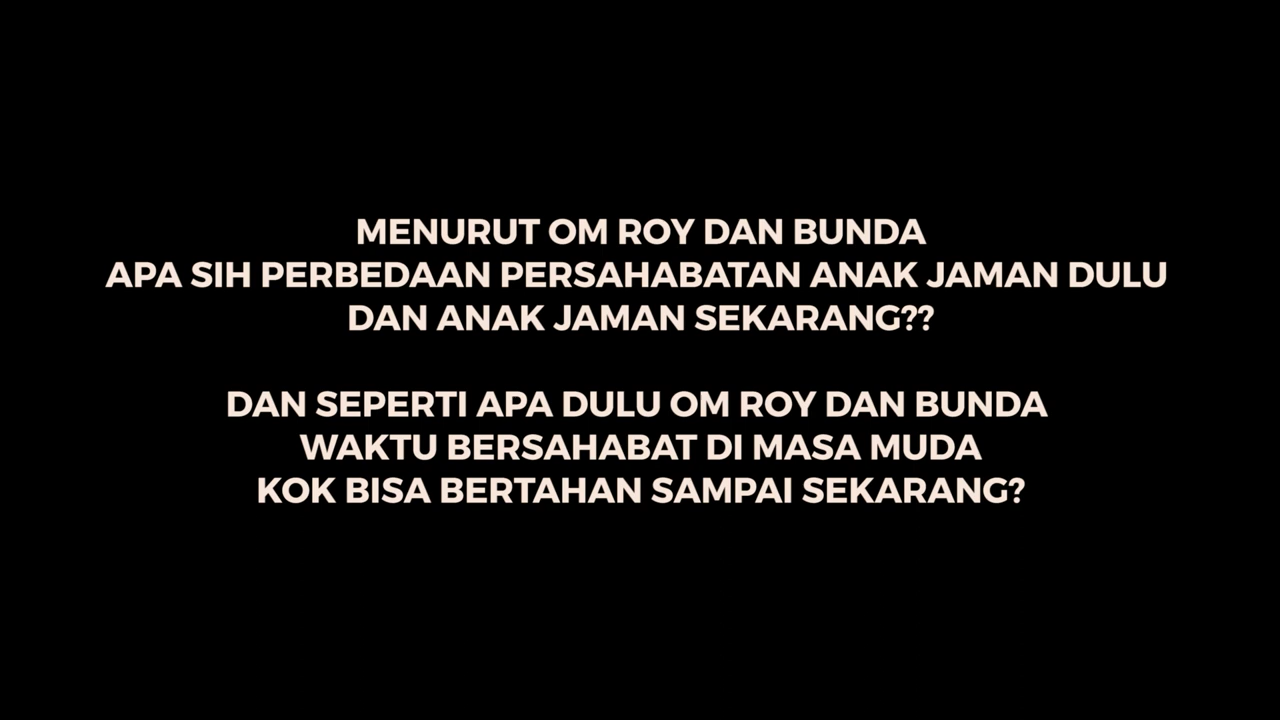 MENURUT OM ROY DAN BUNDA
APA SIH PERBEDAAN PERSAHABATAN ANAK JAMAN DULU
DAN ANAK JAMAN SEKARANG??
DAN SEPERTI APA DULU OM ROY DAN BUNDA
WAKTU BERSAHABAT DI MASA MUDA
KOK BISA BERTAHAN SAMPAI SEKARANG?